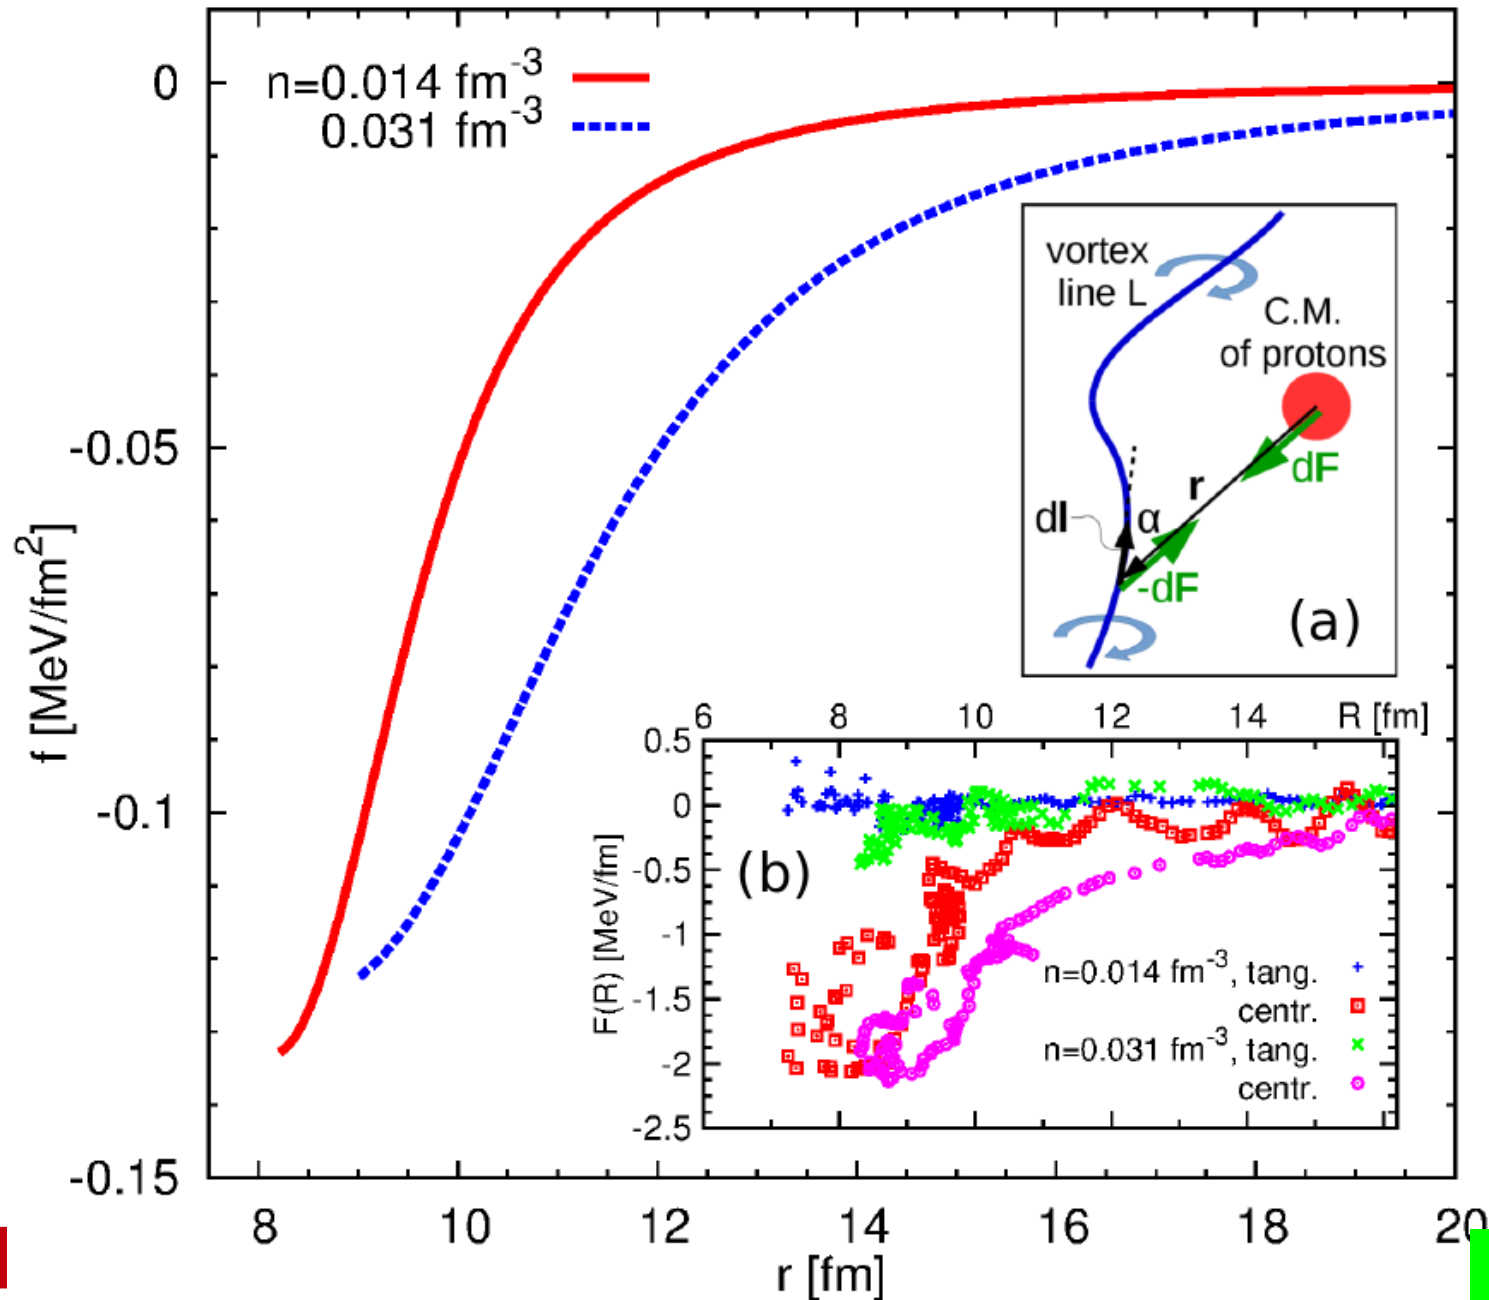 n=0.014 fm^-3
0.031 fm^-3
0
-0.05
-0.1
-0.15
f [MeV/fm^2]
8 10 12 14 16 18 20
r [fm]
vortex
line L
C.M.
of protons
dF
r
dl
α
-dF
(a)
6 8 10 12 14 R [fm]
0.5
0
-0.5
-1
-1.5
-2
-2.5
F(R) [MeV/fm]
(b)
n=0.014 fm^-3, tang.
centr.
n=0.031 fm^-3, tang.
centr.